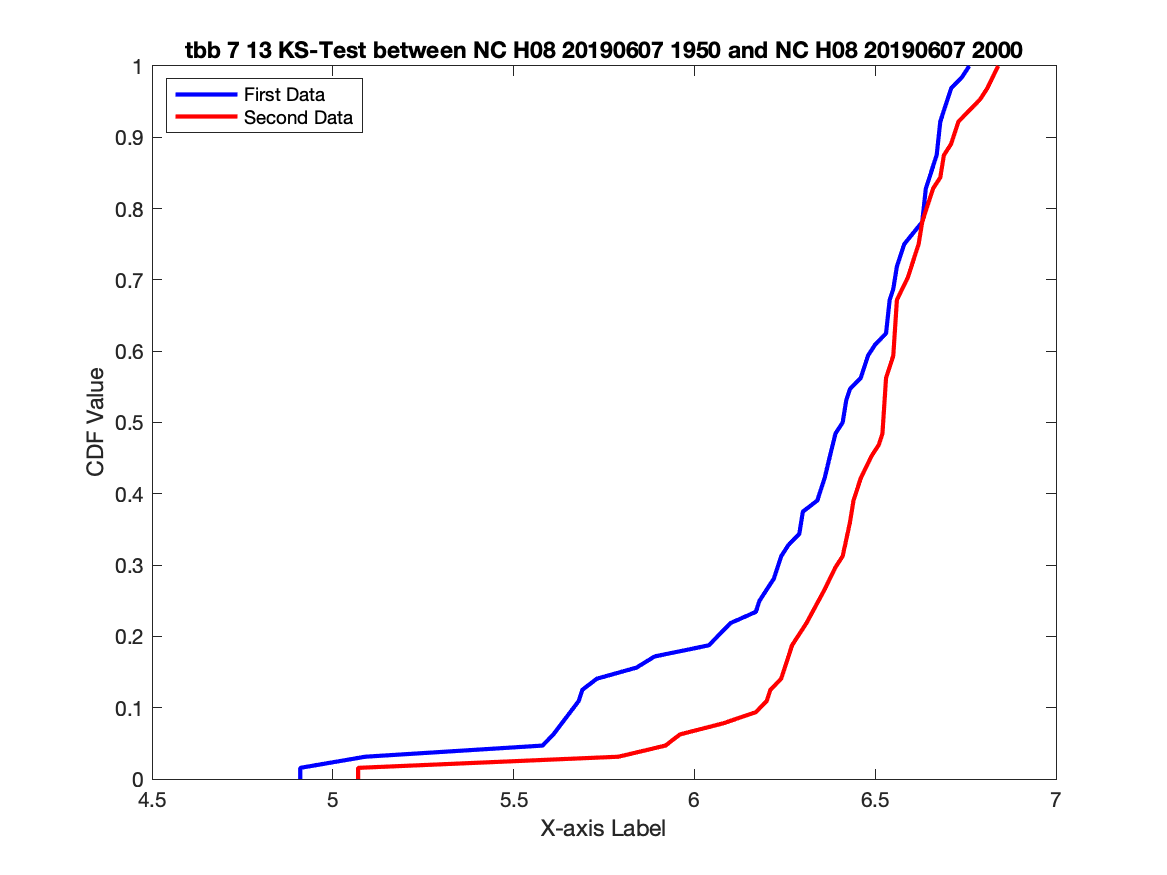 tbb 7 13 KS-Test between NC H08 20190607 1950 and NC H08 20190607 2000
First Data
Second Data
CDF Value
1
0.9
0.8
0.7
0.6
0.5
0.4
0.3
0.2
0.1
0
4.5 5 5.5 6 6.5 7
X-axis Label